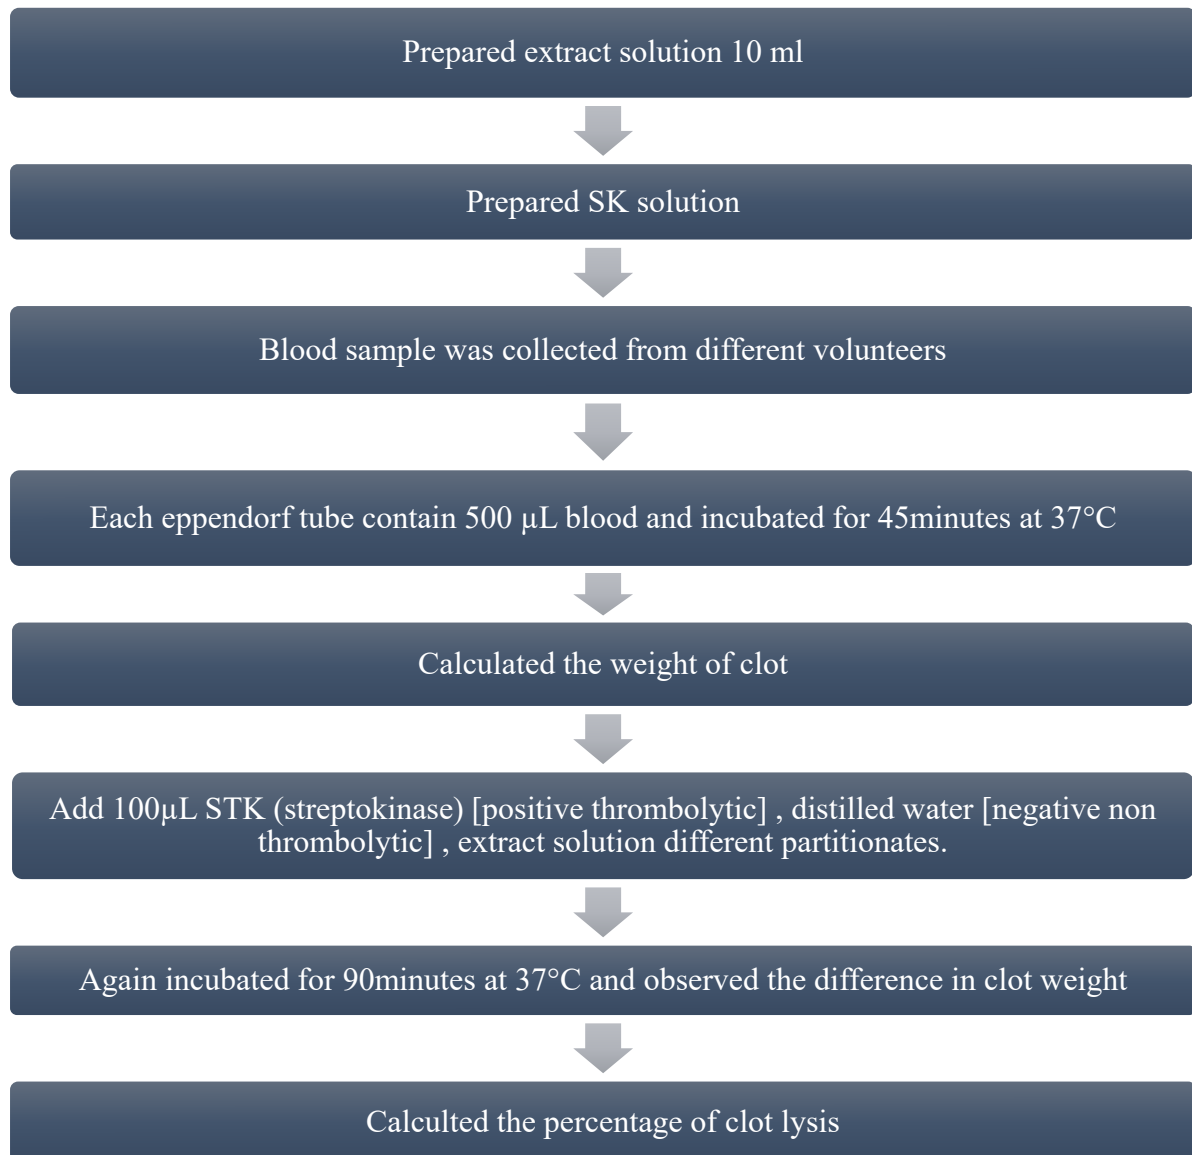 Prepared extract solution 10 ml
Prepared SK solution
Blood sample was collected from different volunteers
Each eppendorf tube contain 500 µL blood and incubated for 45minutes at 37°C
Calculated the weight of clot
Add 100µL STK (streptokinase) [positive thrombolytic] , distilled water [negative non
thrombolytic] , extract solution different partitionates.
Again incubated for 90minutes at 37°C and observed the difference in clot weight
Calculted the percentage of clot lysis